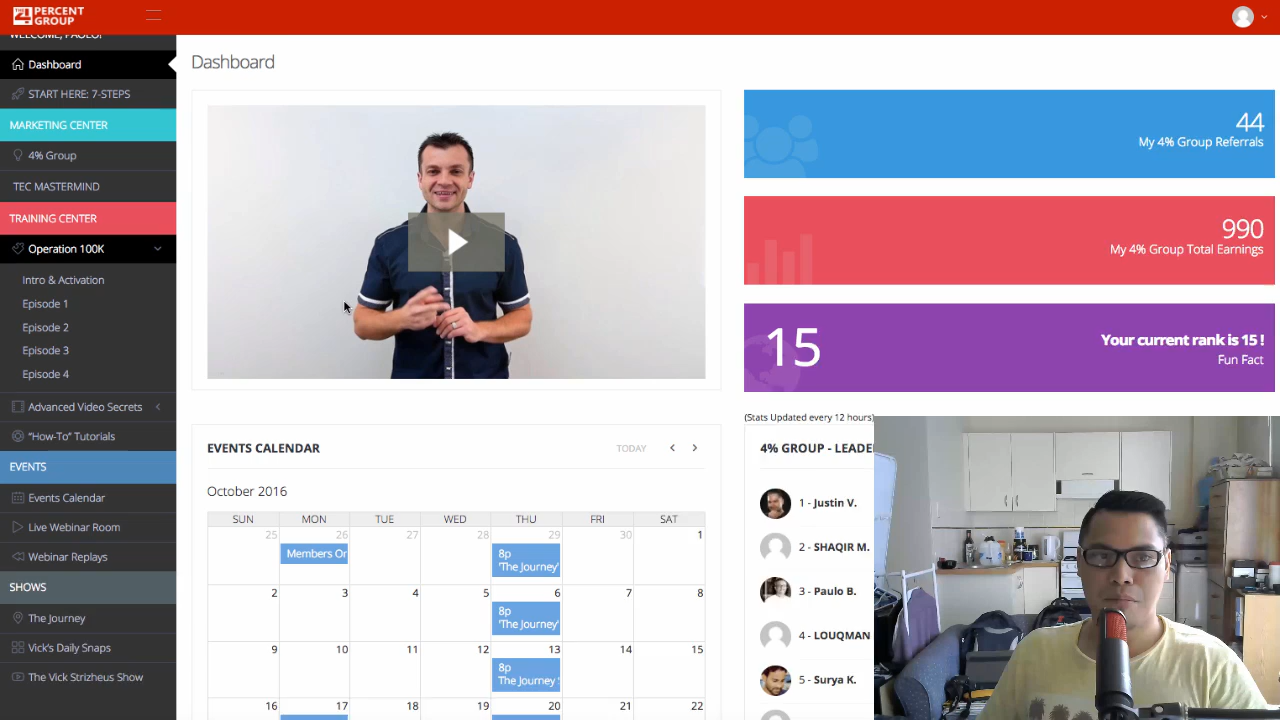 THE 4 PERCENT
GROUP
WELCOME, PAULO!
Dashboard
START HERE: 7-STEPS
MARKETING CENTER
4% Group
TEC MASTERMIND
TRAINING CENTER
Operation 100K
Intro & Activation
Episode 1
Episode 2
Episode 3
Episode 4
Advanced Video Secrets
"How-To" Tutorials
EVENTS
Events Calendar
Live Webinar Room
Webinar Replays
SHOWS
The Journey
Vick's Daily Snaps
The Vick Strizheus Show
Dashboard
44
My 4% Group Referrals
990
My 4% Group Total Earnings
15
Your current rank is 15 !
Fun Fact
(Stats Updated every 12 hours)
EVENTS CALENDAR
TODAY
October 2016
SUN MON TUE WED THU FRI SAT
25 26 27 28 29 30 1
Members Or
8p
'The Journey'
2 3 4 5 6 7 8
8p
'The Journey'
9 10 11 12 13 14 15
8p
'The Journey
16 17 18 19 20 21 22
4% GROUP - LEADE
1 - Justin V.
2 - SHAQIR M.
3 - Paulo B.
4 - LOUQMAN
5 - Surya K.